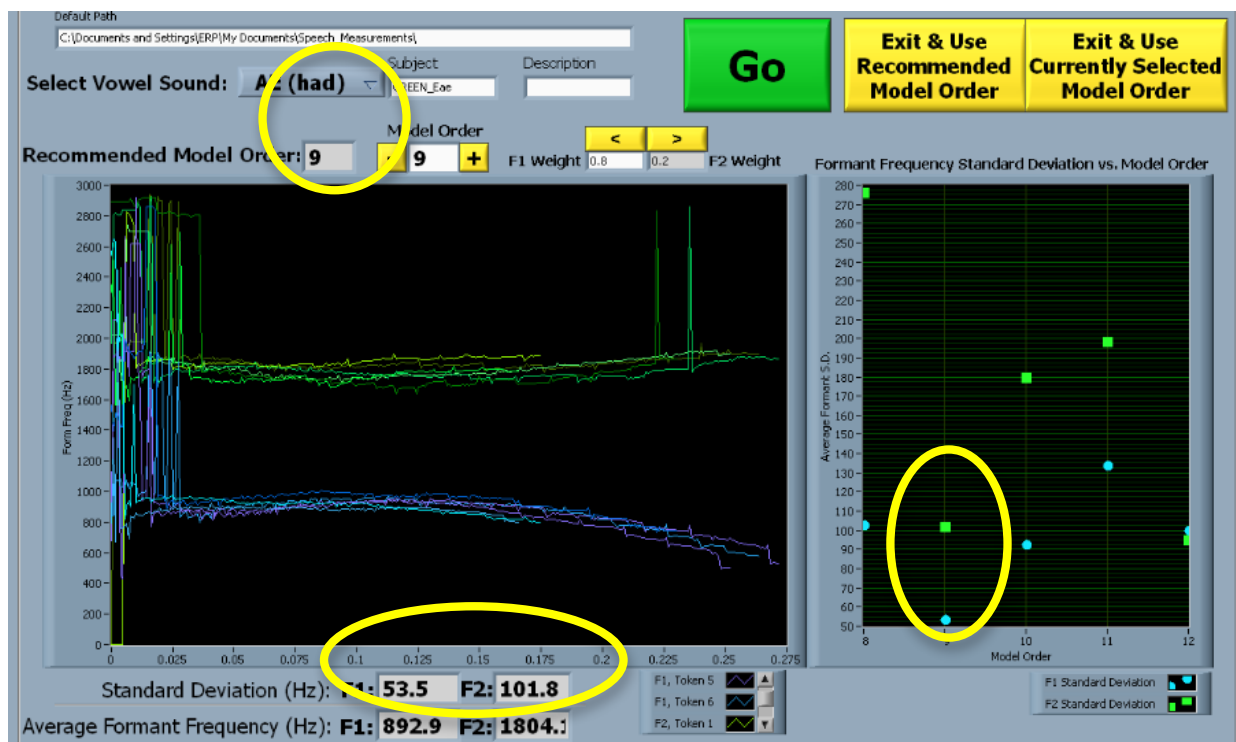 Default Path
C:\Documents and Settings\ERP\My Documents\Speech_Measurements\,
Go
Exit & Use
Recommended
Model Order
Exit & Use
Currently Selected
Model Order
Select Vowel Sound:
(had)
Subject
Description
REEN_Eae
Recommended Model Order: 9
Model Order
- 9 +
F1 Weight 0.8
< >
0.2 F2 Weight
Formant Frequency Standard Deviation vs. Model Order
Form Freq (Hz)
3000
2800
2600
2400
2200
2000
1800
1600
1400
1200
1000
800
600
400
200
0
0 0.025 0.05 0.075 0.1 0.125 0.15 0.175 0.2 0.225 0.25 0.275
Average Formant S.D.
280
270
260
250
240
230
220
210
200
190
180
170
160
150
140
130
120
110
100
90
80
70
60
50
8 9 10 11 12
Model Order
Standard Deviation (Hz): F1: 53.5 F2: 101.8
Average Formant Frequency (Hz): F1: 892.9 F2: 1804.1
F1, Token 5
F1, Token 6
F2, Token 1
F1 Standard Deviation
F2 Standard Deviation